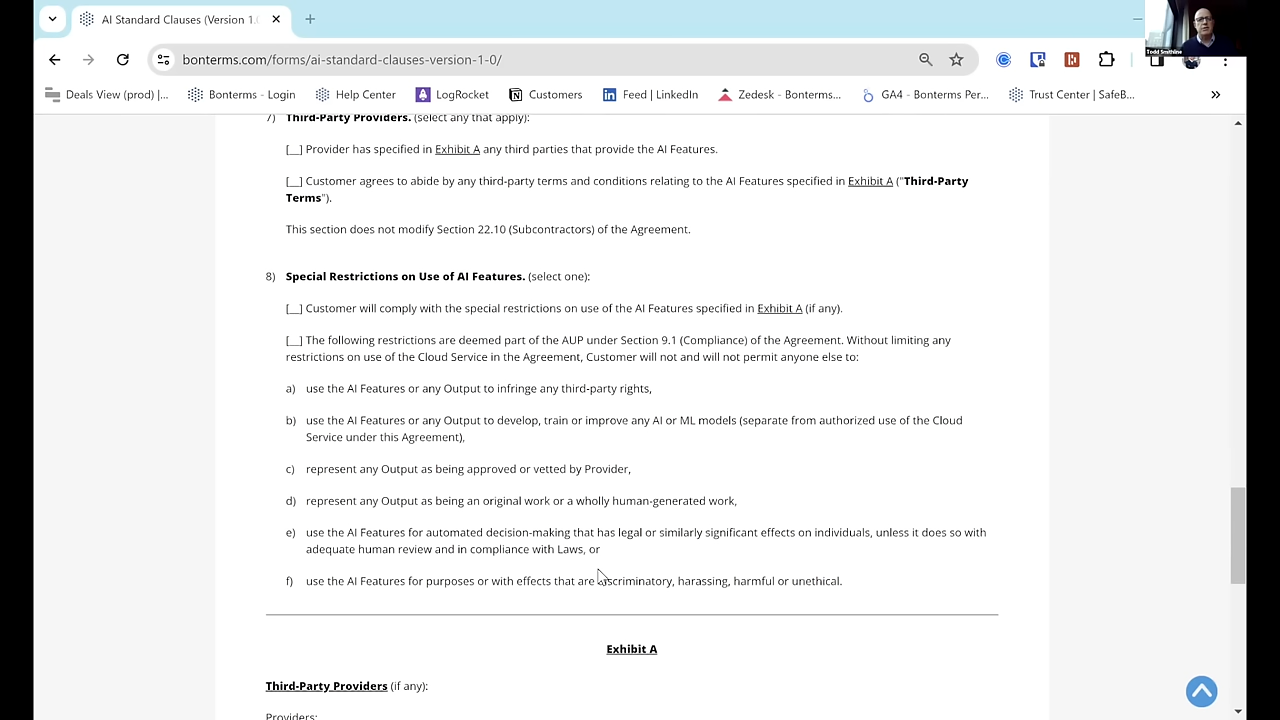 AI Standard Clauses (Version 1.
bonterms.com/forms/ai-standard-clauses-version-1-0/
Todd Smithline
Deals View (prod) |...
Bonterms - Login
Help Center
LogRocket
Customers
Feed | LinkedIn
Zedesk - Bonterms...
GA4 - Bonterms Per...
Trust Center | SafeB...
7) Third-Party Providers. (select any that apply):
[__] Provider has specified in Exhibit A any third parties that provide the AI Features.
[__] Customer agrees to abide by any third-party terms and conditions relating to the AI Features specified in Exhibit A ("Third-Party
Terms").
This section does not modify Section 22.10 (Subcontractors) of the Agreement.
8) Special Restrictions on Use of AI Features. (select one):
[__] Customer will comply with the special restrictions on use of the AI Features specified in Exhibit A (if any).
[__] The following restrictions are deemed part of the AUP under Section 9.1 (Compliance) of the Agreement. Without limiting any
restrictions on use of the Cloud Service in the Agreement, Customer will not and will not permit anyone else to:
a) use the AI Features or any Output to infringe any third-party rights,
b) use the AI Features or any Output to develop, train or improve any AI or ML models (separate from authorized use of the Cloud
Service under this Agreement),
c) represent any Output as being approved or vetted by Provider,
d) represent any Output as being an original work or a wholly human-generated work,
e) use the AI Features for automated decision-making that has legal or similarly significant effects on individuals, unless it does so with
adequate human review and in compliance with Laws, or
f) use the AI Features for purposes or with effects that are discriminatory, harassing, harmful or unethical.
Exhibit A
Third-Party Providers (if any):
Providers: